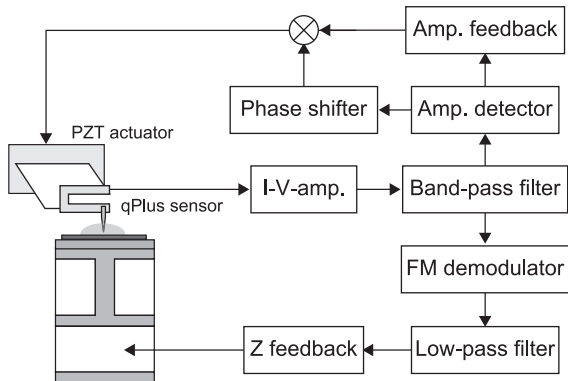 Amp. feedback
Phase shifter
Amp. detector
PZT actuator
qPlus sensor
I-V-amp.
Band-pass filter
FM demodulator
Z feedback
Low-pass filter